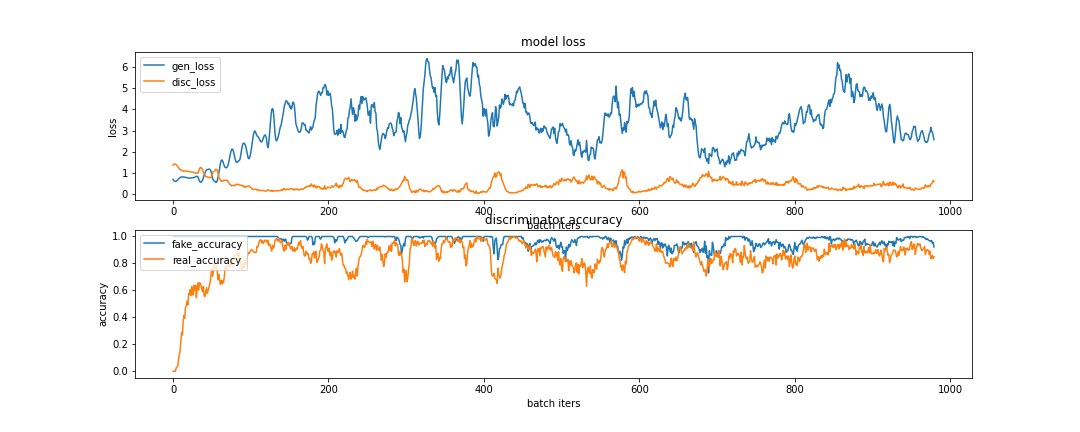 model loss
gen_loss
disc_loss
loss
6
5
4
3
2
1
0
0 200 400 600 800 1000
batch iters
discriminator accuracy
fake_accuracy
real_accuracy
accuracy
1.0
0.8
0.6
0.4
0.2
0.0
0 200 400 600 800 1000
batch iters